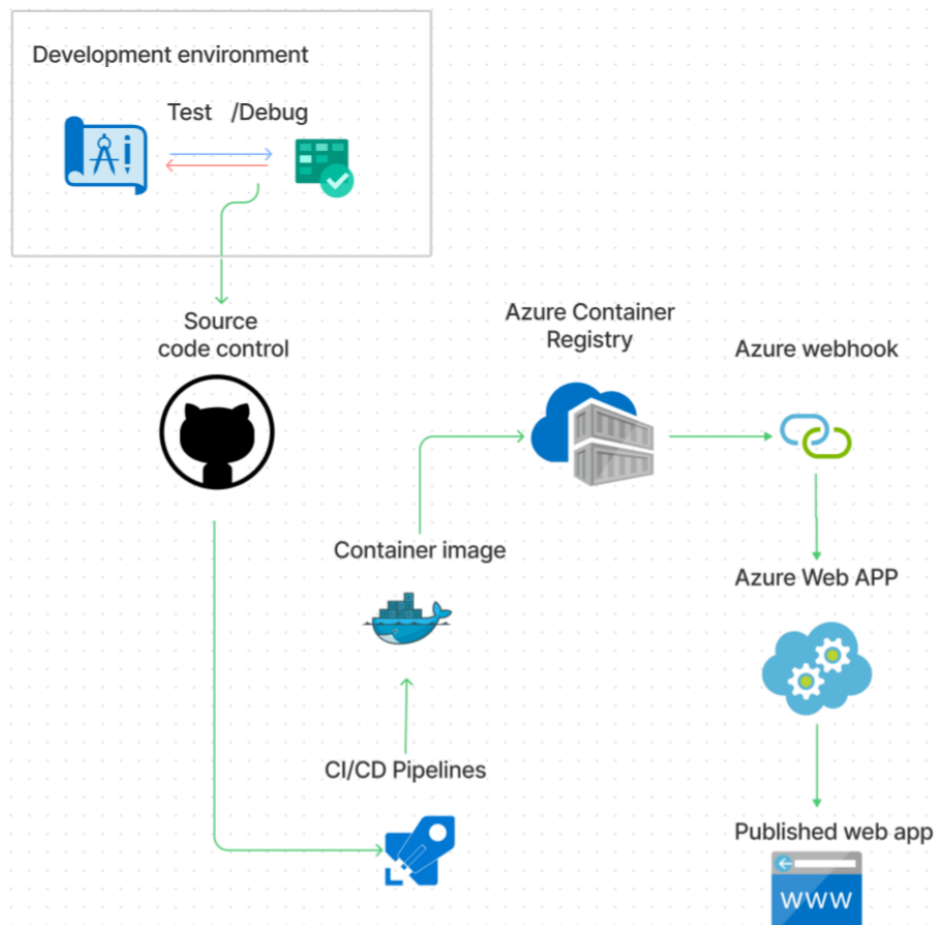 Development environment
Test /Debug
Source
code control
Azure Container
Registry
Azure webhook
Container image
Azure Web APP
CI/CD Pipelines
Published web app
WWW